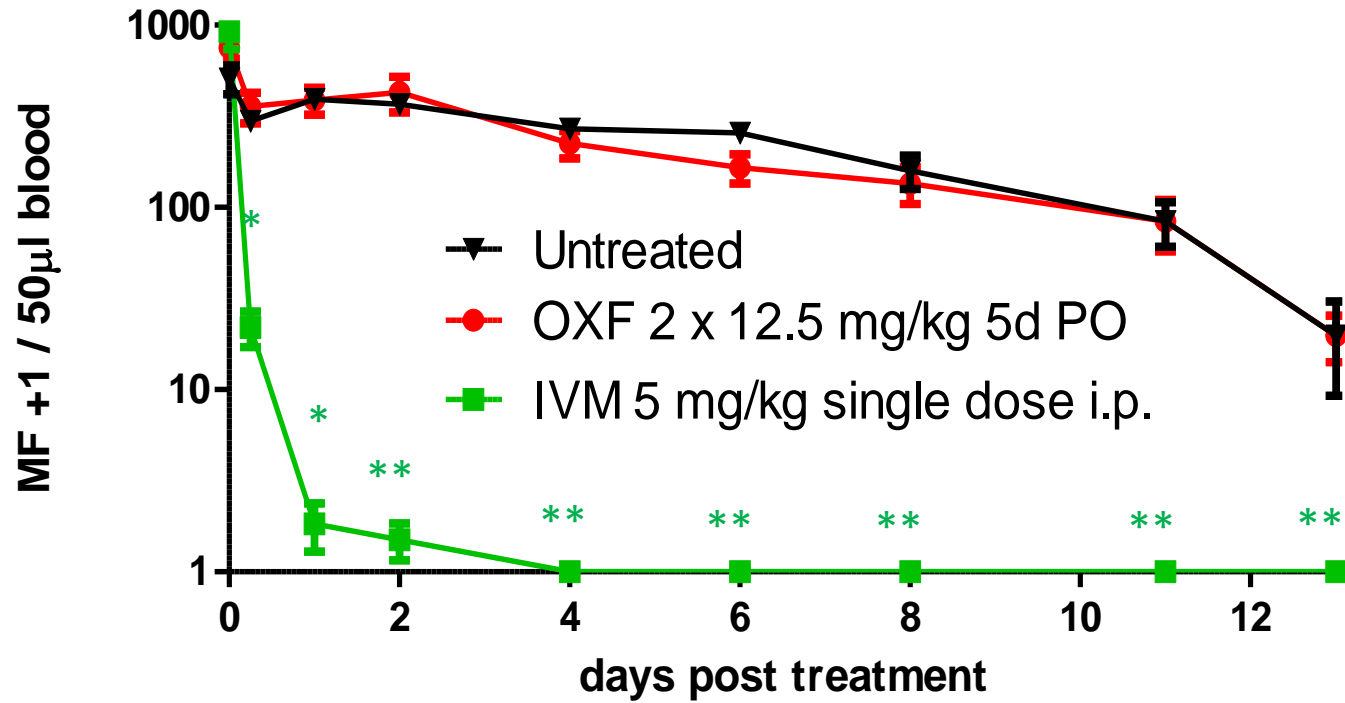 MF +1 / 50μl blood
1000
100
10
1
*
*
**
**
**
**
**
**
Untreated
OXF 2 x 12.5 mg/kg 5d PO
IVM 5 mg/kg single dose i.p.
0 2 4 6 8 10 12
days post treatment